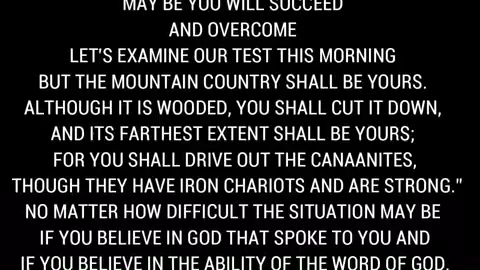 MAY BE YOU WILL SUCCEED
AND OVERCOME
LET'S EXAMINE OUR TEST THIS MORNING
BUT THE MOUNTAIN COUNTRY SHALL BE YOURS.
ALTHOUGH IT IS WOODED, YOU SHALL CUT IT DOWN,
AND ITS FARTHEST EXTENT SHALL BE YOURS;
FOR YOU SHALL DRIVE OUT THE CANAANITES,
THOUGH THEY HAVE IRON CHARIOTS AND ARE STRONG."
NO MATTER HOW DIFFICULT THE SITUATION MAY BE
IF YOU BELIEVE IN GOD THAT SPOKE TO YOU AND
IF YOU BELIEVE IN THE ABILITY OF THE WORD OF GOD,